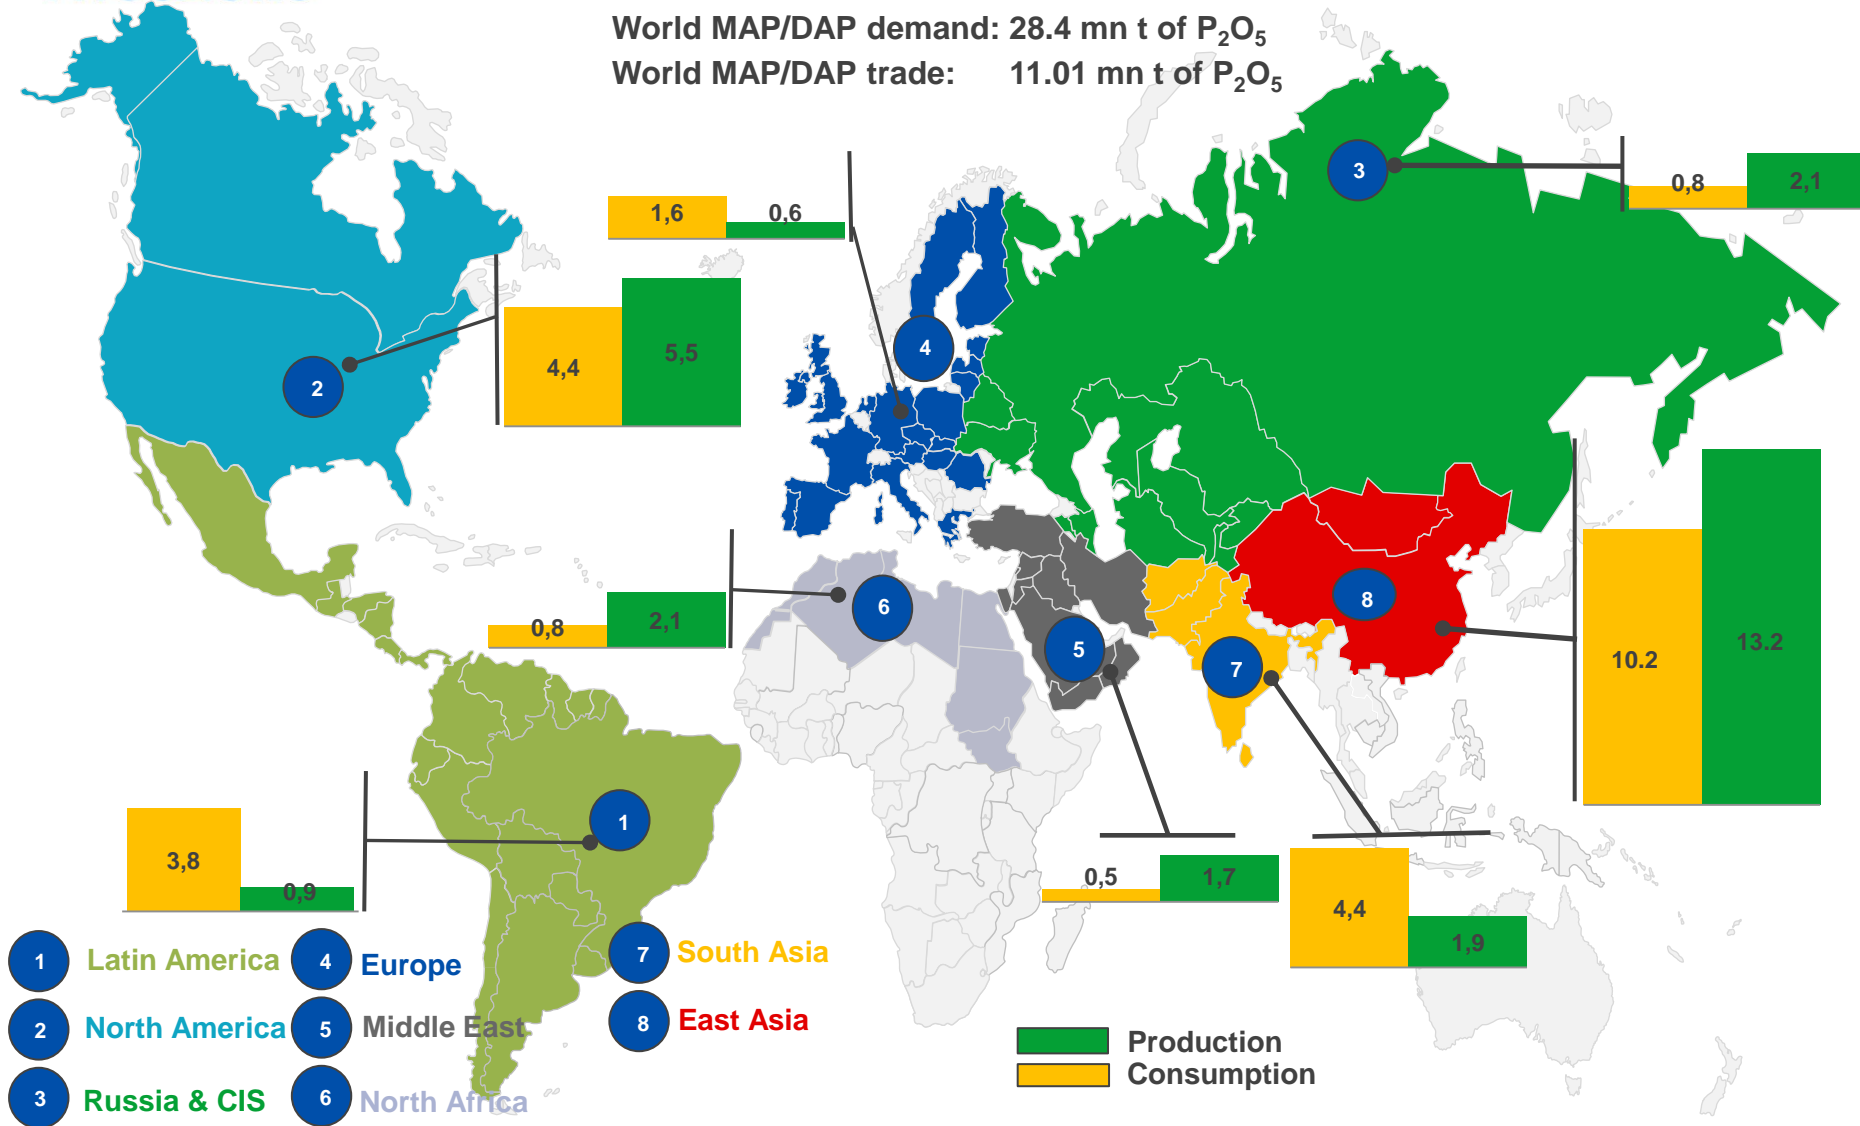 World MAP/DAP demand: 28.4 mn t of P₂O₅
World MAP/DAP trade: 11.01 mn t of P₂O₅
3
0,8
2,1
1,6
0,6
4,4
5,5
4
2
0,8
2,1
6
5
7
8
10.2
13.2
1
3,8
0,9
0,5
1,7
4,4
1,9
1 Latin America
4 Europe
7 South Asia
2 North America
5 Middle East
8 East Asia
3 Russia & CIS
6 North Africa
Production
Consumption